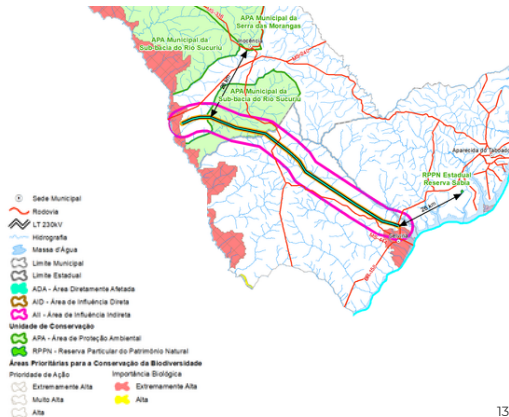 APA Municipal da
Serra das Morangas
APA Municipal da
Sub-bacia do Rio Sucuriú
Inocência
APA Municipal da
Sub-bacia do Rio Sucuriú
Aparecida do Taboado
RPPN Estadual
Reserva Sabiá
Sede Municipal
Rodovia
LT 230kV
Hidrografia
Massa d'Água
Limite Municipal
Limite Estadual
ADA - Área Diretamente Afetada
AID - Área de Influência Direta
AII - Área de Influência Indireta
Unidade de Conservação
APA - Área de Proteção Ambiental
RPPN - Reserva Particular do Patrimônio Natural
Áreas Prioritárias para a Conservação da Biodiversidade
Prioridade de Ação Importância Biológica
Extremamente Alta Extremamente Alta
Muito Alta Alta
Alta
13